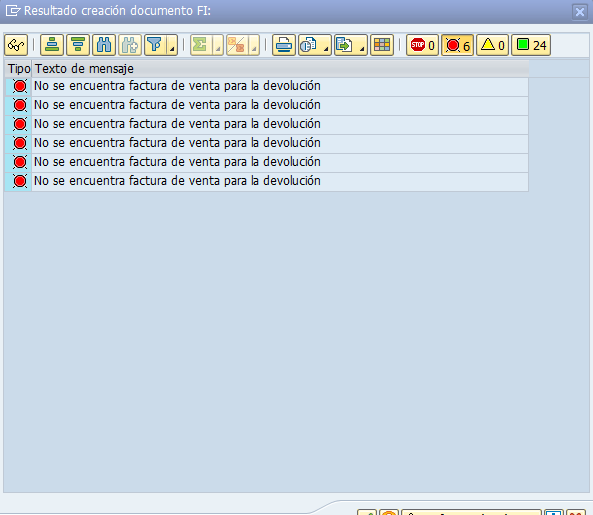 Resultado creación documento FI:
STOP 0 6 0 24
Tipo Texto de mensaje
No se encuentra factura de venta para la devolución
No se encuentra factura de venta para la devolución
No se encuentra factura de venta para la devolución
No se encuentra factura de venta para la devolución
No se encuentra factura de venta para la devolución
No se encuentra factura de venta para la devolución